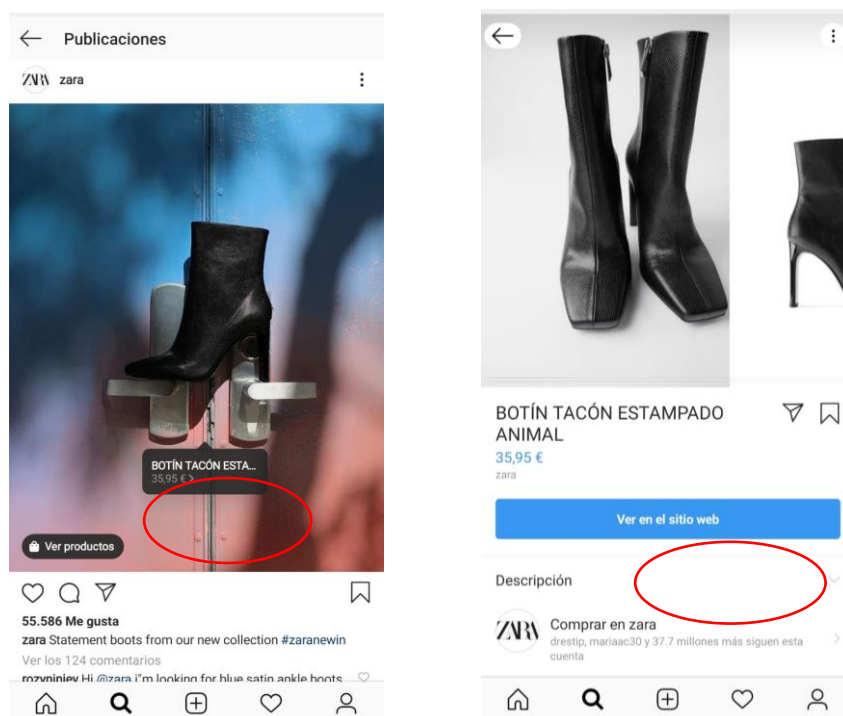 Publicaciones
ZARA zara
BOTÍN TACÓN ESTA...
35,95 € >
Ver productos
55.586 Me gusta
zara Statement boots from our new collection #zaranewin
Ver los 124 comentarios
rozyniniey Hi @zara i"m looking for blue satin ankle boots
BOTÍN TACÓN ESTAMPADO
ANIMAL
35,95 €
zara
Ver en el sitio web
Descripción
ZARA Comprar en zara
drestip, mariaac30 y 37.7 millones más siguen esta
cuenta